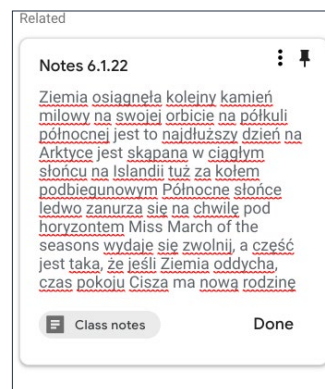 Related
Notes 6.1.22
Ziemia osiągnęła kolejny kamień
milowy na swojej orbicie na półkuli
północnej jest to najdłuższy dzień na
Arktyce jest skąpana w ciągłym
słońcu na Islandii tuż za kołem
podbiegunowym Północne słońce
ledwo zanurza się na chwilę pod
horyzontem Miss March of the
seasons wydaje się zwolnij, a część
jest taka, że jeśli Ziemia oddycha,
czas pokoju Cisza ma nową rodzinę
Class notes
Done